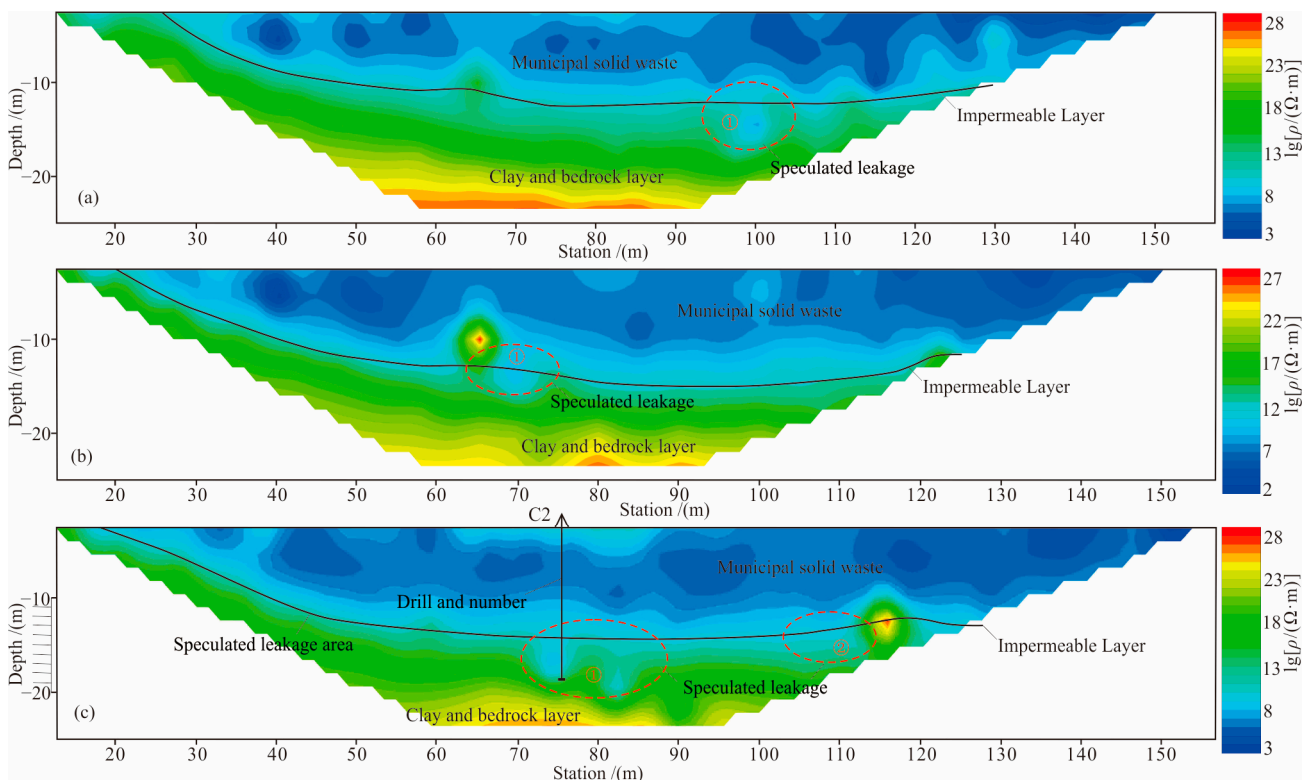 Municipal solid waste
−10
①
Impermeable Layer
Speculated leakage
−20
Clay and bedrock layer
Depth /(m)
(a)
28
23
18
13
8
3
lg[ρ/(Ω·m)]
20 30 40 50 60 70 80 90 100 110 120 130 140 150
Station /(m)
Municipal solid waste
−10
①
Impermeable Layer
Speculated leakage
−20
Clay and bedrock layer
Depth /(m)
(b)
27
22
17
12
7
2
lg[ρ/(Ω·m)]
20 30 40 50 60 70 80 90 100 110 120 130 140 150
Station /(m)
C2
Municipal solid waste
−10
Drill and number
Speculated leakage area
②
Impermeable Layer
①
Speculated leakage
−20
Clay and bedrock layer
Depth /(m)
(c)
28
23
18
13
8
3
lg[ρ/(Ω·m)]
20 30 40 50 60 70 80 90 100 110 120 130 140 150
Station /(m)